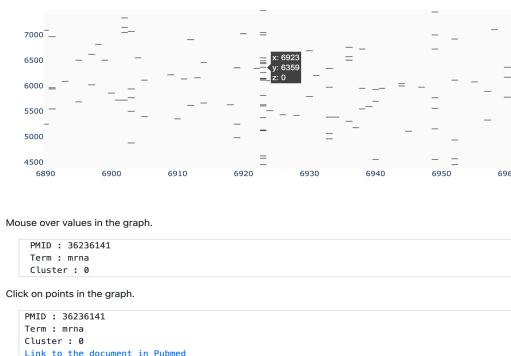 7000
6500
6000
5500
5000
4500
x: 6923
y: 6359
z: 0
6890 6900 6910 6920 6930 6940 6950 696
Mouse over values in the graph.
PMID : 36236141
Term : mrna
Cluster : 0
Click on points in the graph.
PMID : 36236141
Term : mrna
Cluster : 0
Link to the document in Pubmed